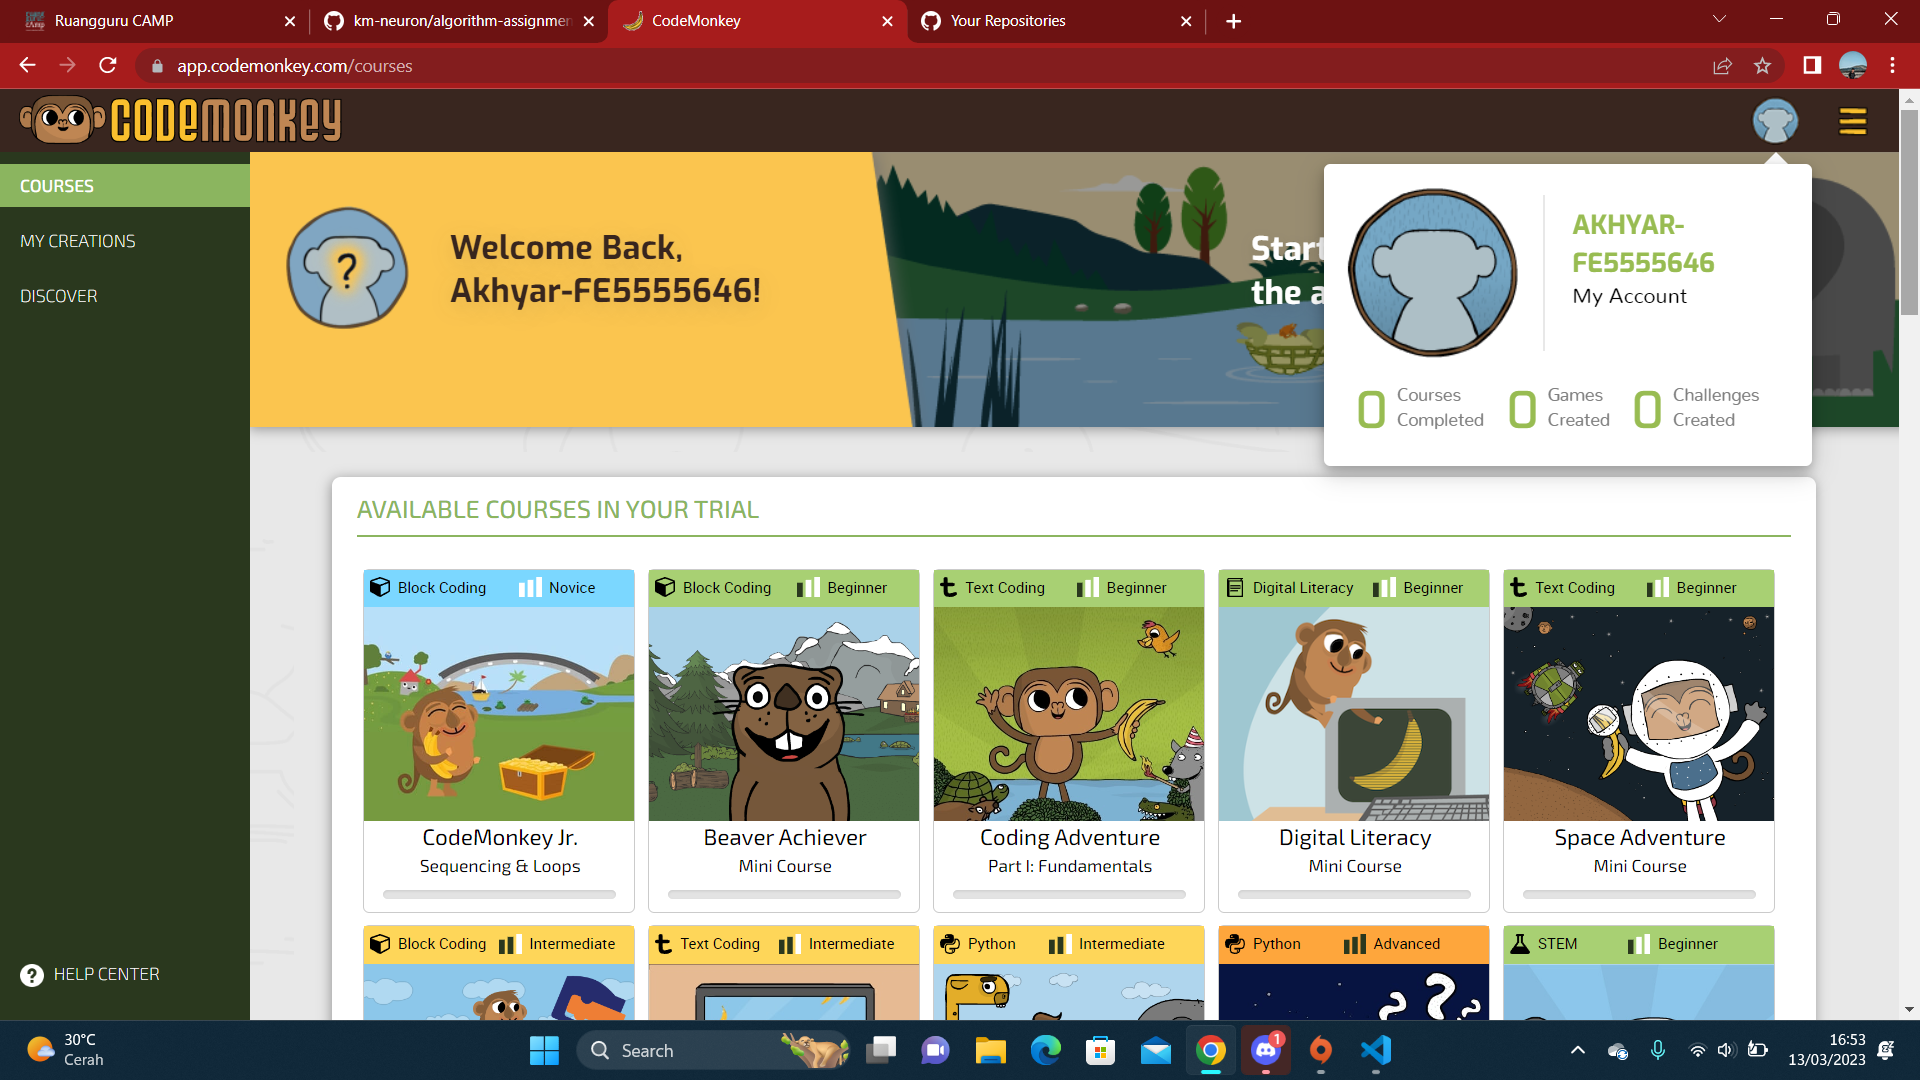 Ruangguru CAMP
km-neuron/algorithm-assignmen
CodeMonkey
Your Repositories
app.codemonkey.com/courses
CODEMONKEY
COURSES
MY CREATIONS
DISCOVER
HELP CENTER
Welcome Back,
Akhyar-FE5555646!
Start
the a
AKHYAR-
FE5555646
My Account
0 Courses Completed
0 Games Created
0 Challenges Created
AVAILABLE COURSES IN YOUR TRIAL
Block Coding Novice
Block Coding Beginner
Text Coding Beginner
Digital Literacy Beginner
Text Coding Beginner
CodeMonkey Jr.
Sequencing & Loops
Beaver Achiever
Mini Course
Coding Adventure
Part I: Fundamentals
Digital Literacy
Mini Course
Space Adventure
Mini Course
Block Coding Intermediate
Text Coding Intermediate
Python Intermediate
Python Advanced
STEM Beginner
30°C
Cerah
Search
1
16:53
13/03/2023